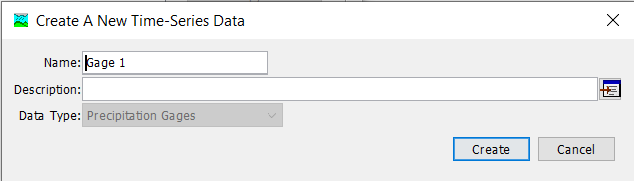 Create A New Time-Series Data
Name: Gage 1
Description:
Data Type: Precipitation Gages
Create Cancel